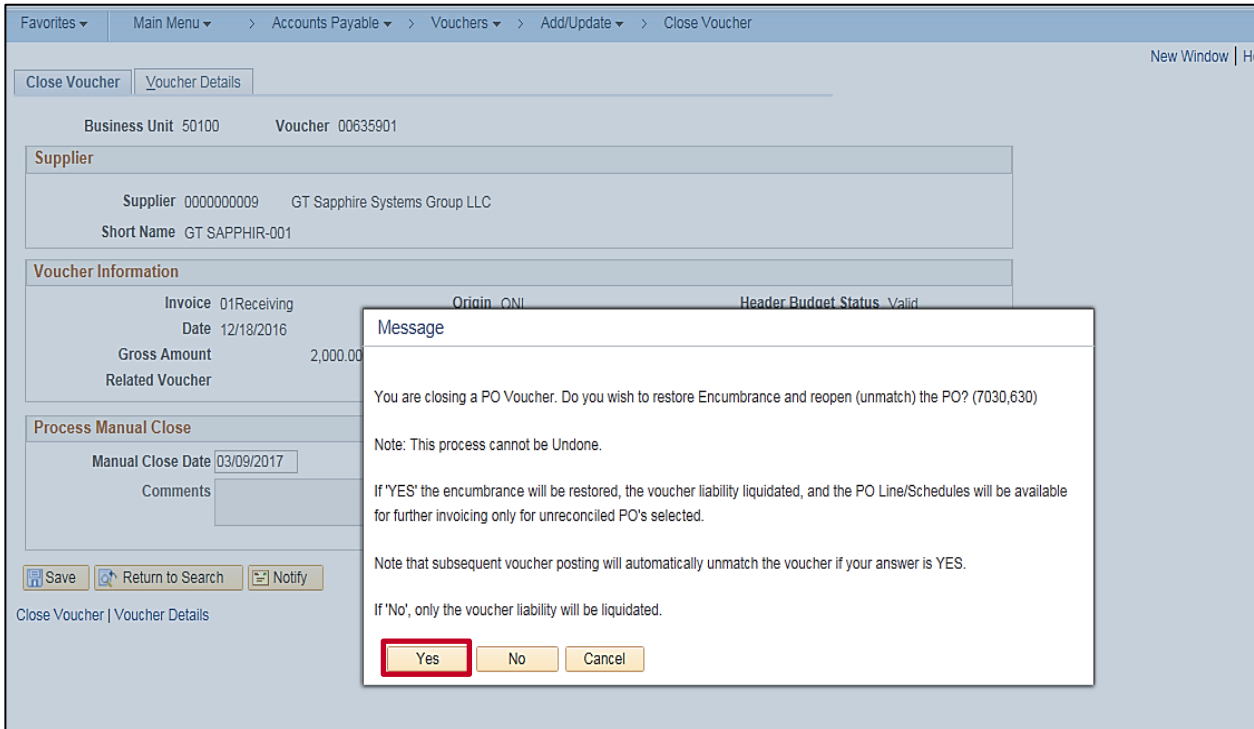 Favorites Main Menu > Accounts Payable > Vouchers > Add/Update > Close Voucher
New Window
Close Voucher Voucher Details
Business Unit 50100 Voucher 00635901
Supplier
Supplier 0000000009 GT Sapphire Systems Group LLC
Short Name GT SAPPHIR-001
Voucher Information
Invoice 01Receiving Origin ONL Header Budget Status Valid
Date 12/18/2016
Gross Amount 2,000.00
Related Voucher
Process Manual Close
Manual Close Date 03/09/2017
Comments
Save Return to Search Notify
Close Voucher | Voucher Details
Message
You are closing a PO Voucher. Do you wish to restore Encumbrance and reopen (unmatch) the PO? (7030,630)
Note: This process cannot be Undone.
If 'YES' the encumbrance will be restored, the voucher liability liquidated, and the PO Line/Schedules will be available
for further invoicing only for unreconciled PO's selected.
Note that subsequent voucher posting will automatically unmatch the voucher if your answer is YES.
If 'No', only the voucher liability will be liquidated.
Yes No Cancel